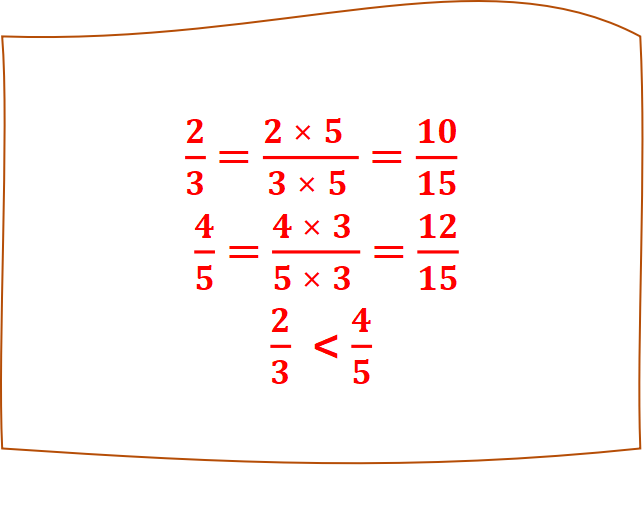 2/3 = (2 × 5)/(3 × 5) = 10/15
4/5 = (4 × 3)/(5 × 3) = 12/15
2/3 < 4/5